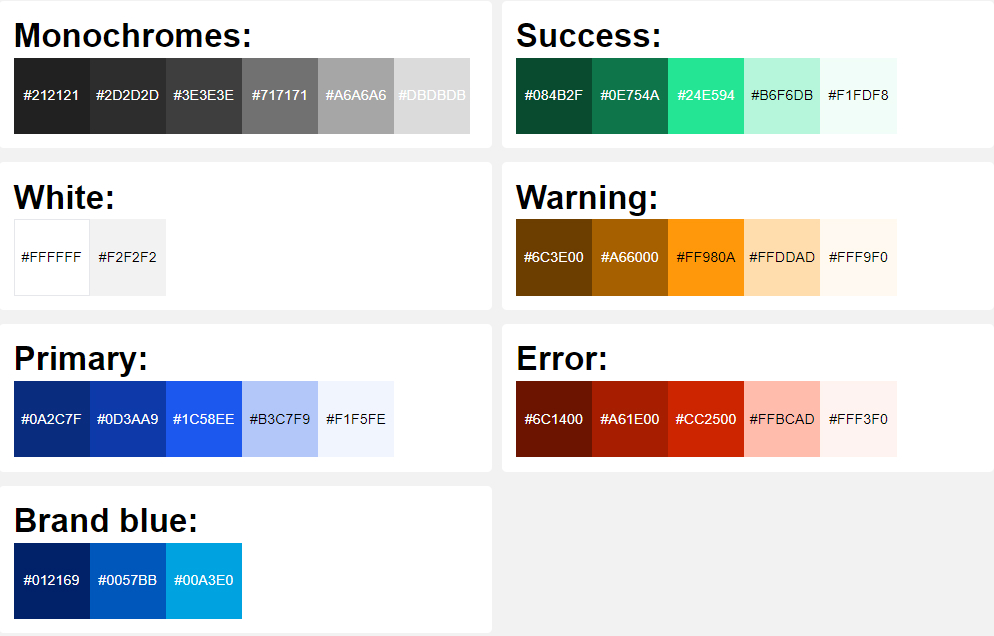 Monochromes:
#212121 #2D2D2D #3E3E3E #717171 #A6A6A6 #DBDBDB
Success:
#084B2F #0E754A #24E594 #B6F6DB #F1FDF8
White:
#FFFFFF #F2F2F2
Warning:
#6C3E00 #A66000 #FF980A #FFDDAD #FFF9F0
Primary:
#0A2C7F #0D3AA9 #1C58EE #B3C7F9 #F1F5FE
Error:
#6C1400 #A61E00 #CC2500 #FFBCAD #FFF3F0
Brand blue:
#012169 #0057BB #00A3E0